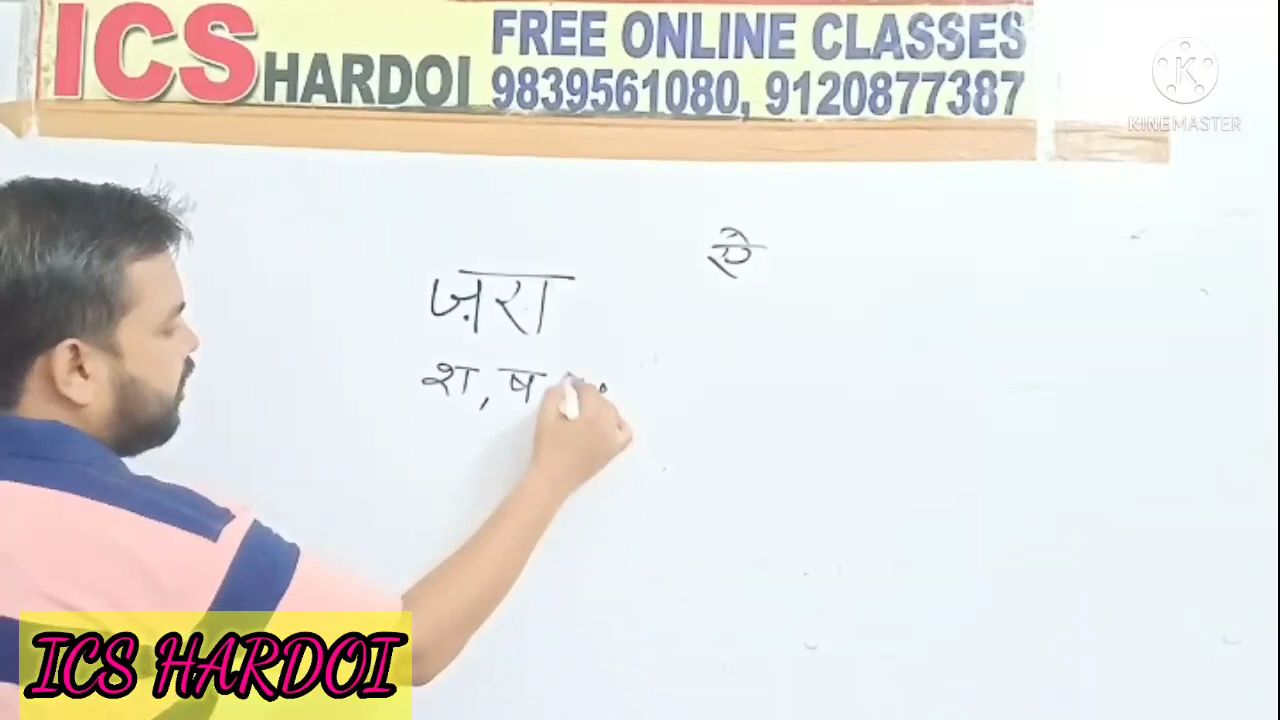 ICS HARDOI FREE ONLINE CLASSES
9839561080, 9120877387
KINEMASTER
ऐ
ज़रा
श, ष
ICS HARDOI